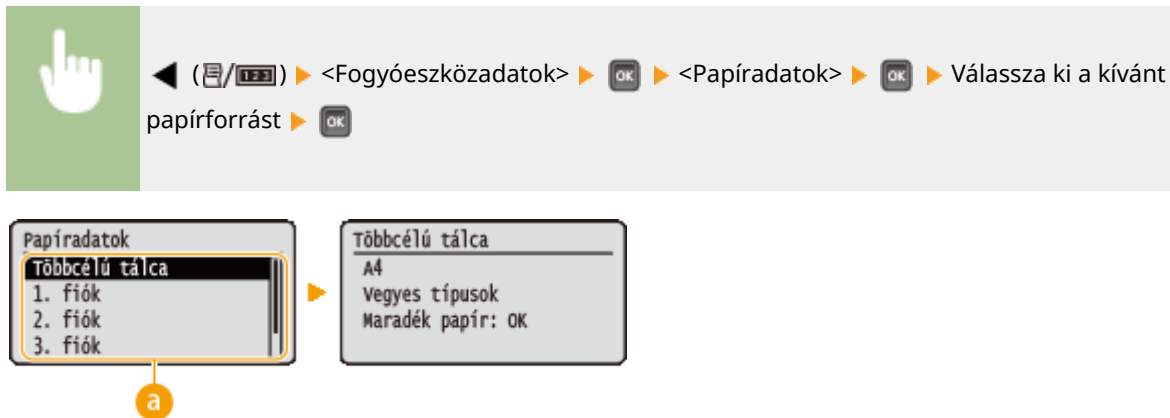 ◀ (/123) ▶ <Fogyóeszközadatok> ▶ OK ▶ <Papíradatok> ▶ OK ▶ Válassza ki a kívánt
papírforrást ▶ OK
Papíradatok
Többcélú tálca
1. fiók
2. fiók
3. fiók
Többcélú tálca
A4
Vegyes típusok
Maradék papír: OK
a